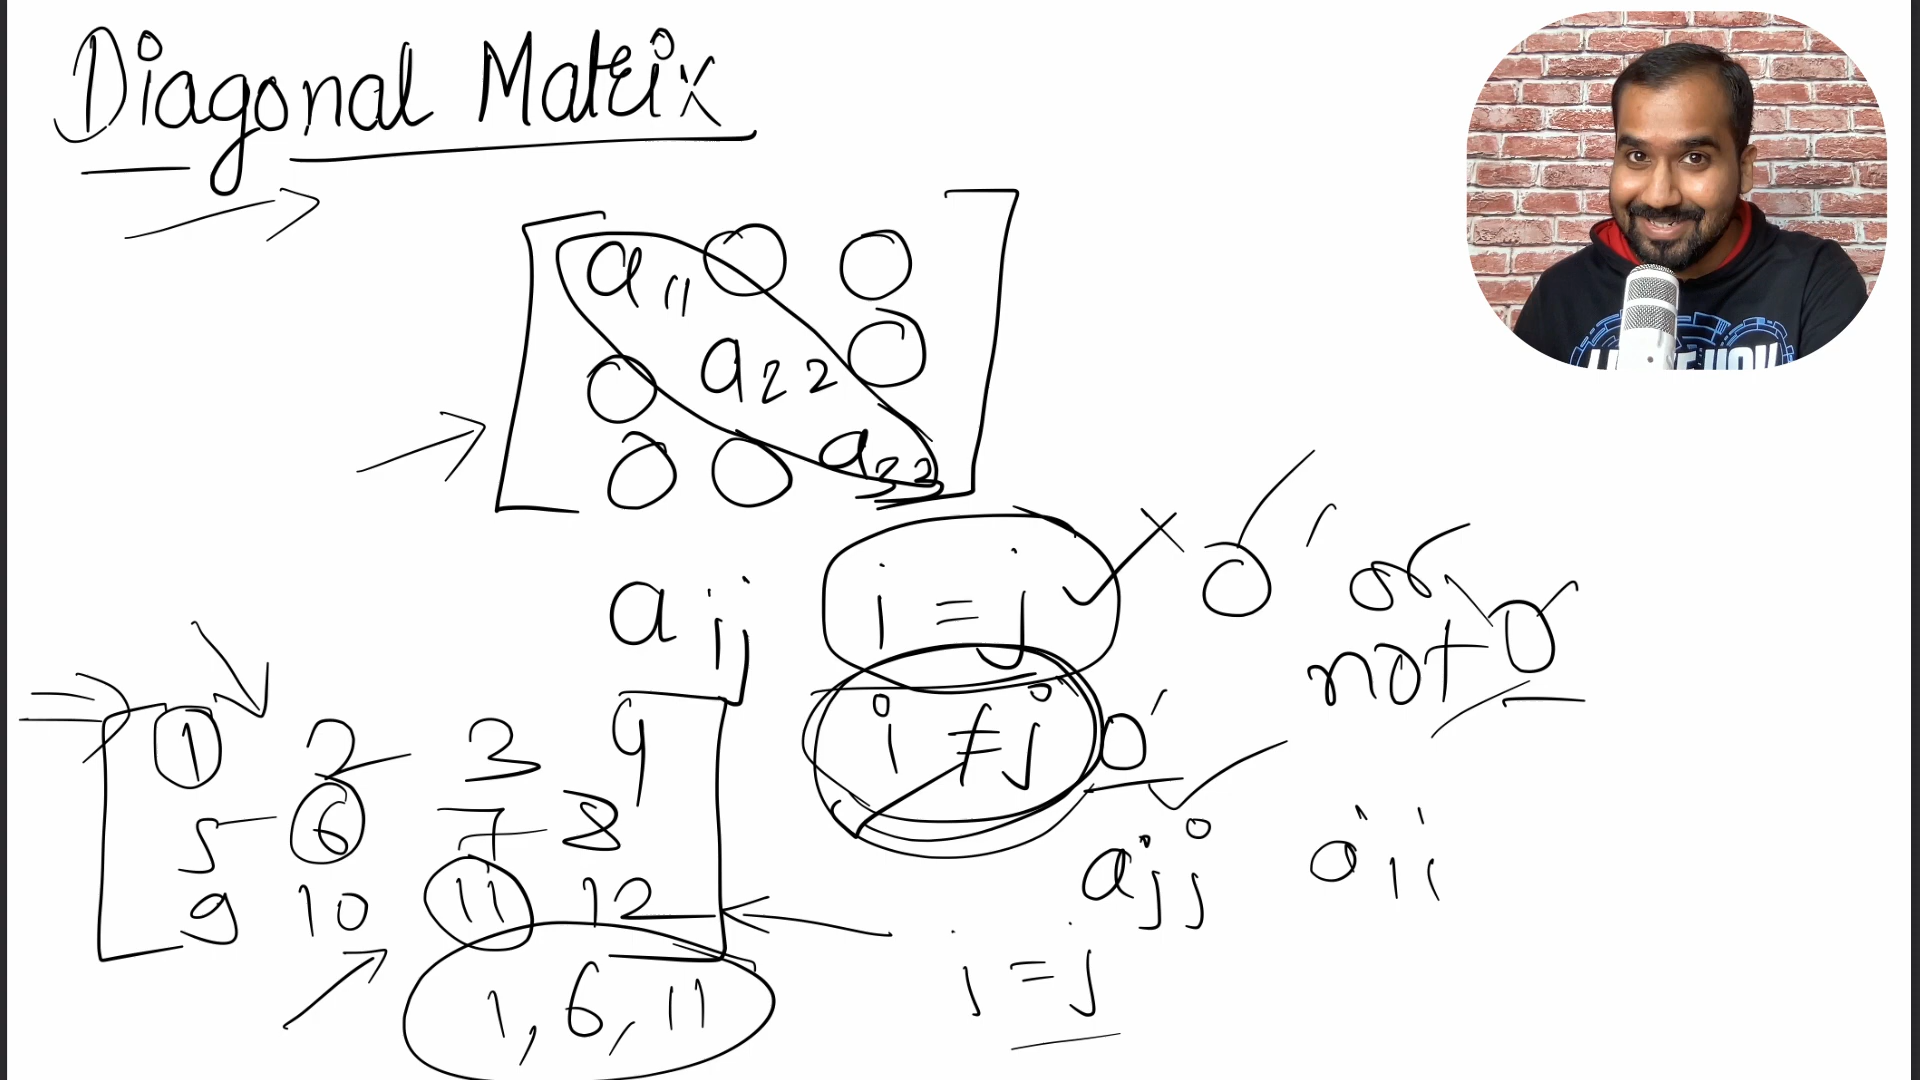 Diagonal Matrix
a11 0 0
0 a22 0
0 0 a33
aij i = j 0 or
not 0
i ≠ j 0
1 2 3 4
5 6 7 8
9 10 11 12
ajj aii
1, 6, 11
i = j